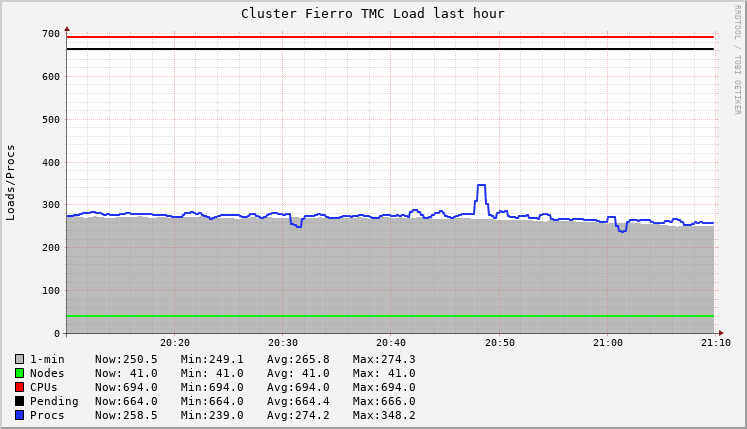 Cluster Fierro TMC Load last hour
RRDTOOL / TOBI OETIKER
Loads/Procs
700
600
500
400
300
200
100
0
20:20 20:30 20:40 20:50 21:00 21:10
1-min Now:250.5 Min:249.1 Avg:265.8 Max:274.3
Nodes Now: 41.0 Min: 41.0 Avg: 41.0 Max: 41.0
CPUs Now:694.0 Min:694.0 Avg:694.0 Max:694.0
Pending Now:664.0 Min:664.0 Avg:664.4 Max:666.0
Procs Now:258.5 Min:239.0 Avg:274.2 Max:348.2